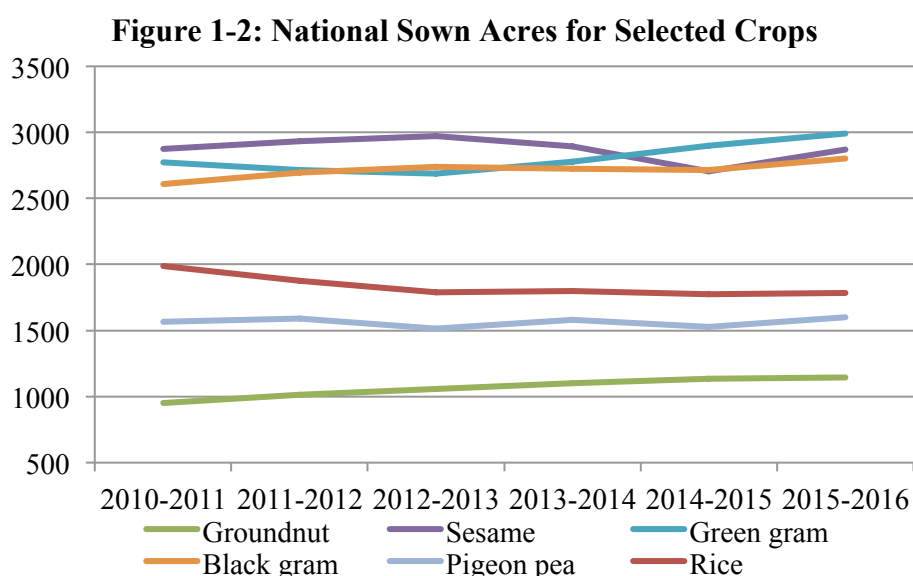 Figure 1-2: National Sown Acres for Selected Crops
3500
3000
2500
2000
1500
1000
500
2010-2011 2011-2012 2012-2013 2013-2014 2014-2015 2015-2016
Groundnut Sesame Green gram
Black gram Pigeon pea Rice